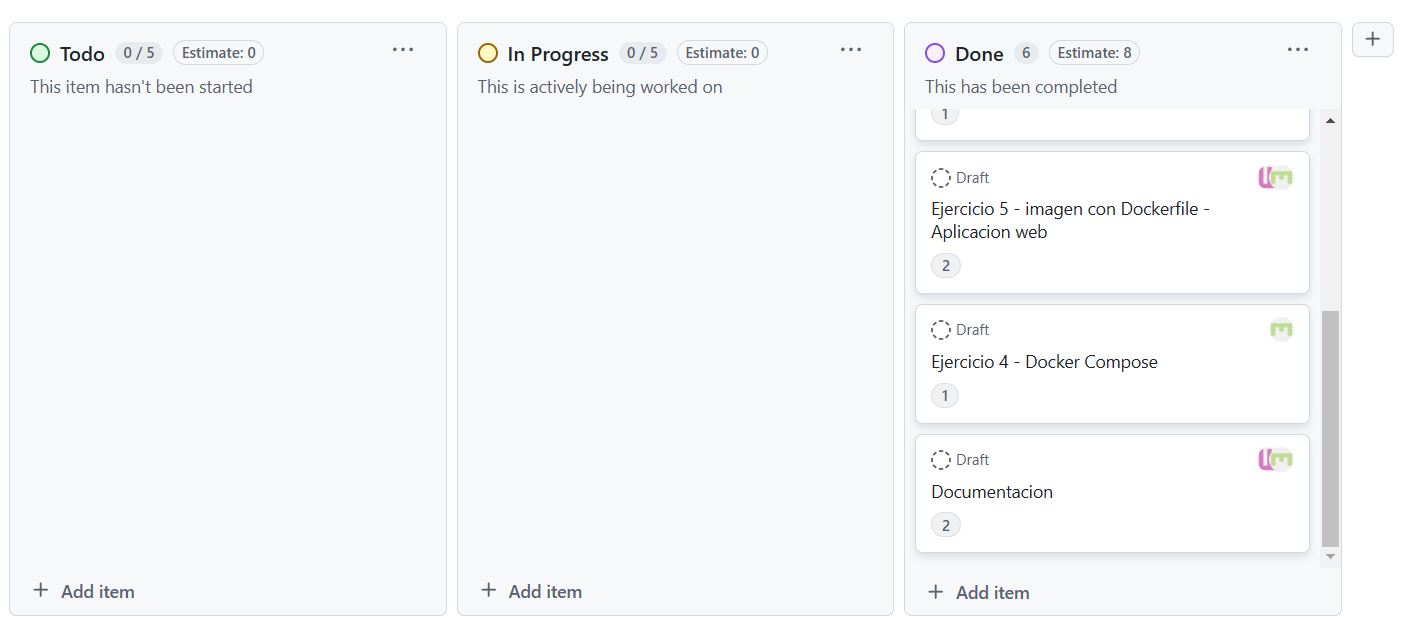 Todo 0 / 5 Estimate: 0
This item hasn't been started
Add item
In Progress 0 / 5 Estimate: 0
This is actively being worked on
Add item
Done 6 Estimate: 8
This has been completed
1
Draft
Ejercicio 5 - imagen con Dockerfile -
Aplicacion web
2
Draft
Ejercicio 4 - Docker Compose
1
Draft
Documentacion
2
Add item